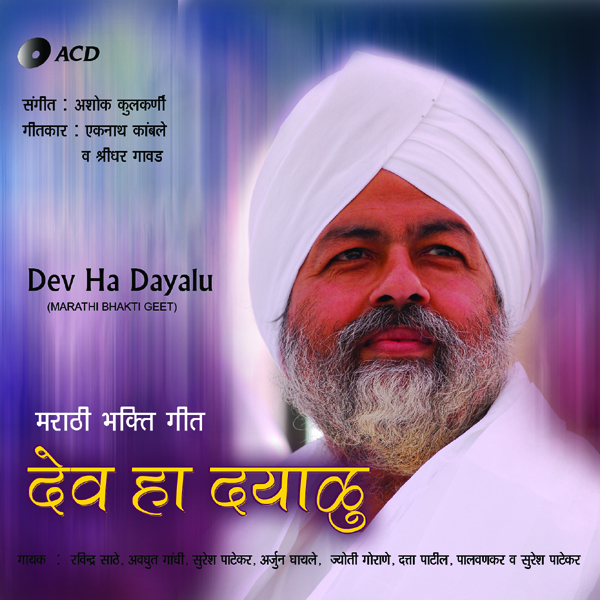 ACD
संगीत : अशोक कुलकर्णी
गीतकार : एकनाथ कांबले
व श्रीधर गावड
Dev Ha Dayalu
(MARATHI BHAKTI GEET)
मराठी भक्ति गीत
देव हा दयाळु
गायक : रविन्द्र साठे, अवधुत गांधी, सुरेश पाटेकर, अर्जुन घायले, ज्योती गोराणे, दत्ता पाटील, पालवणकर व सुरेश पाटेकर